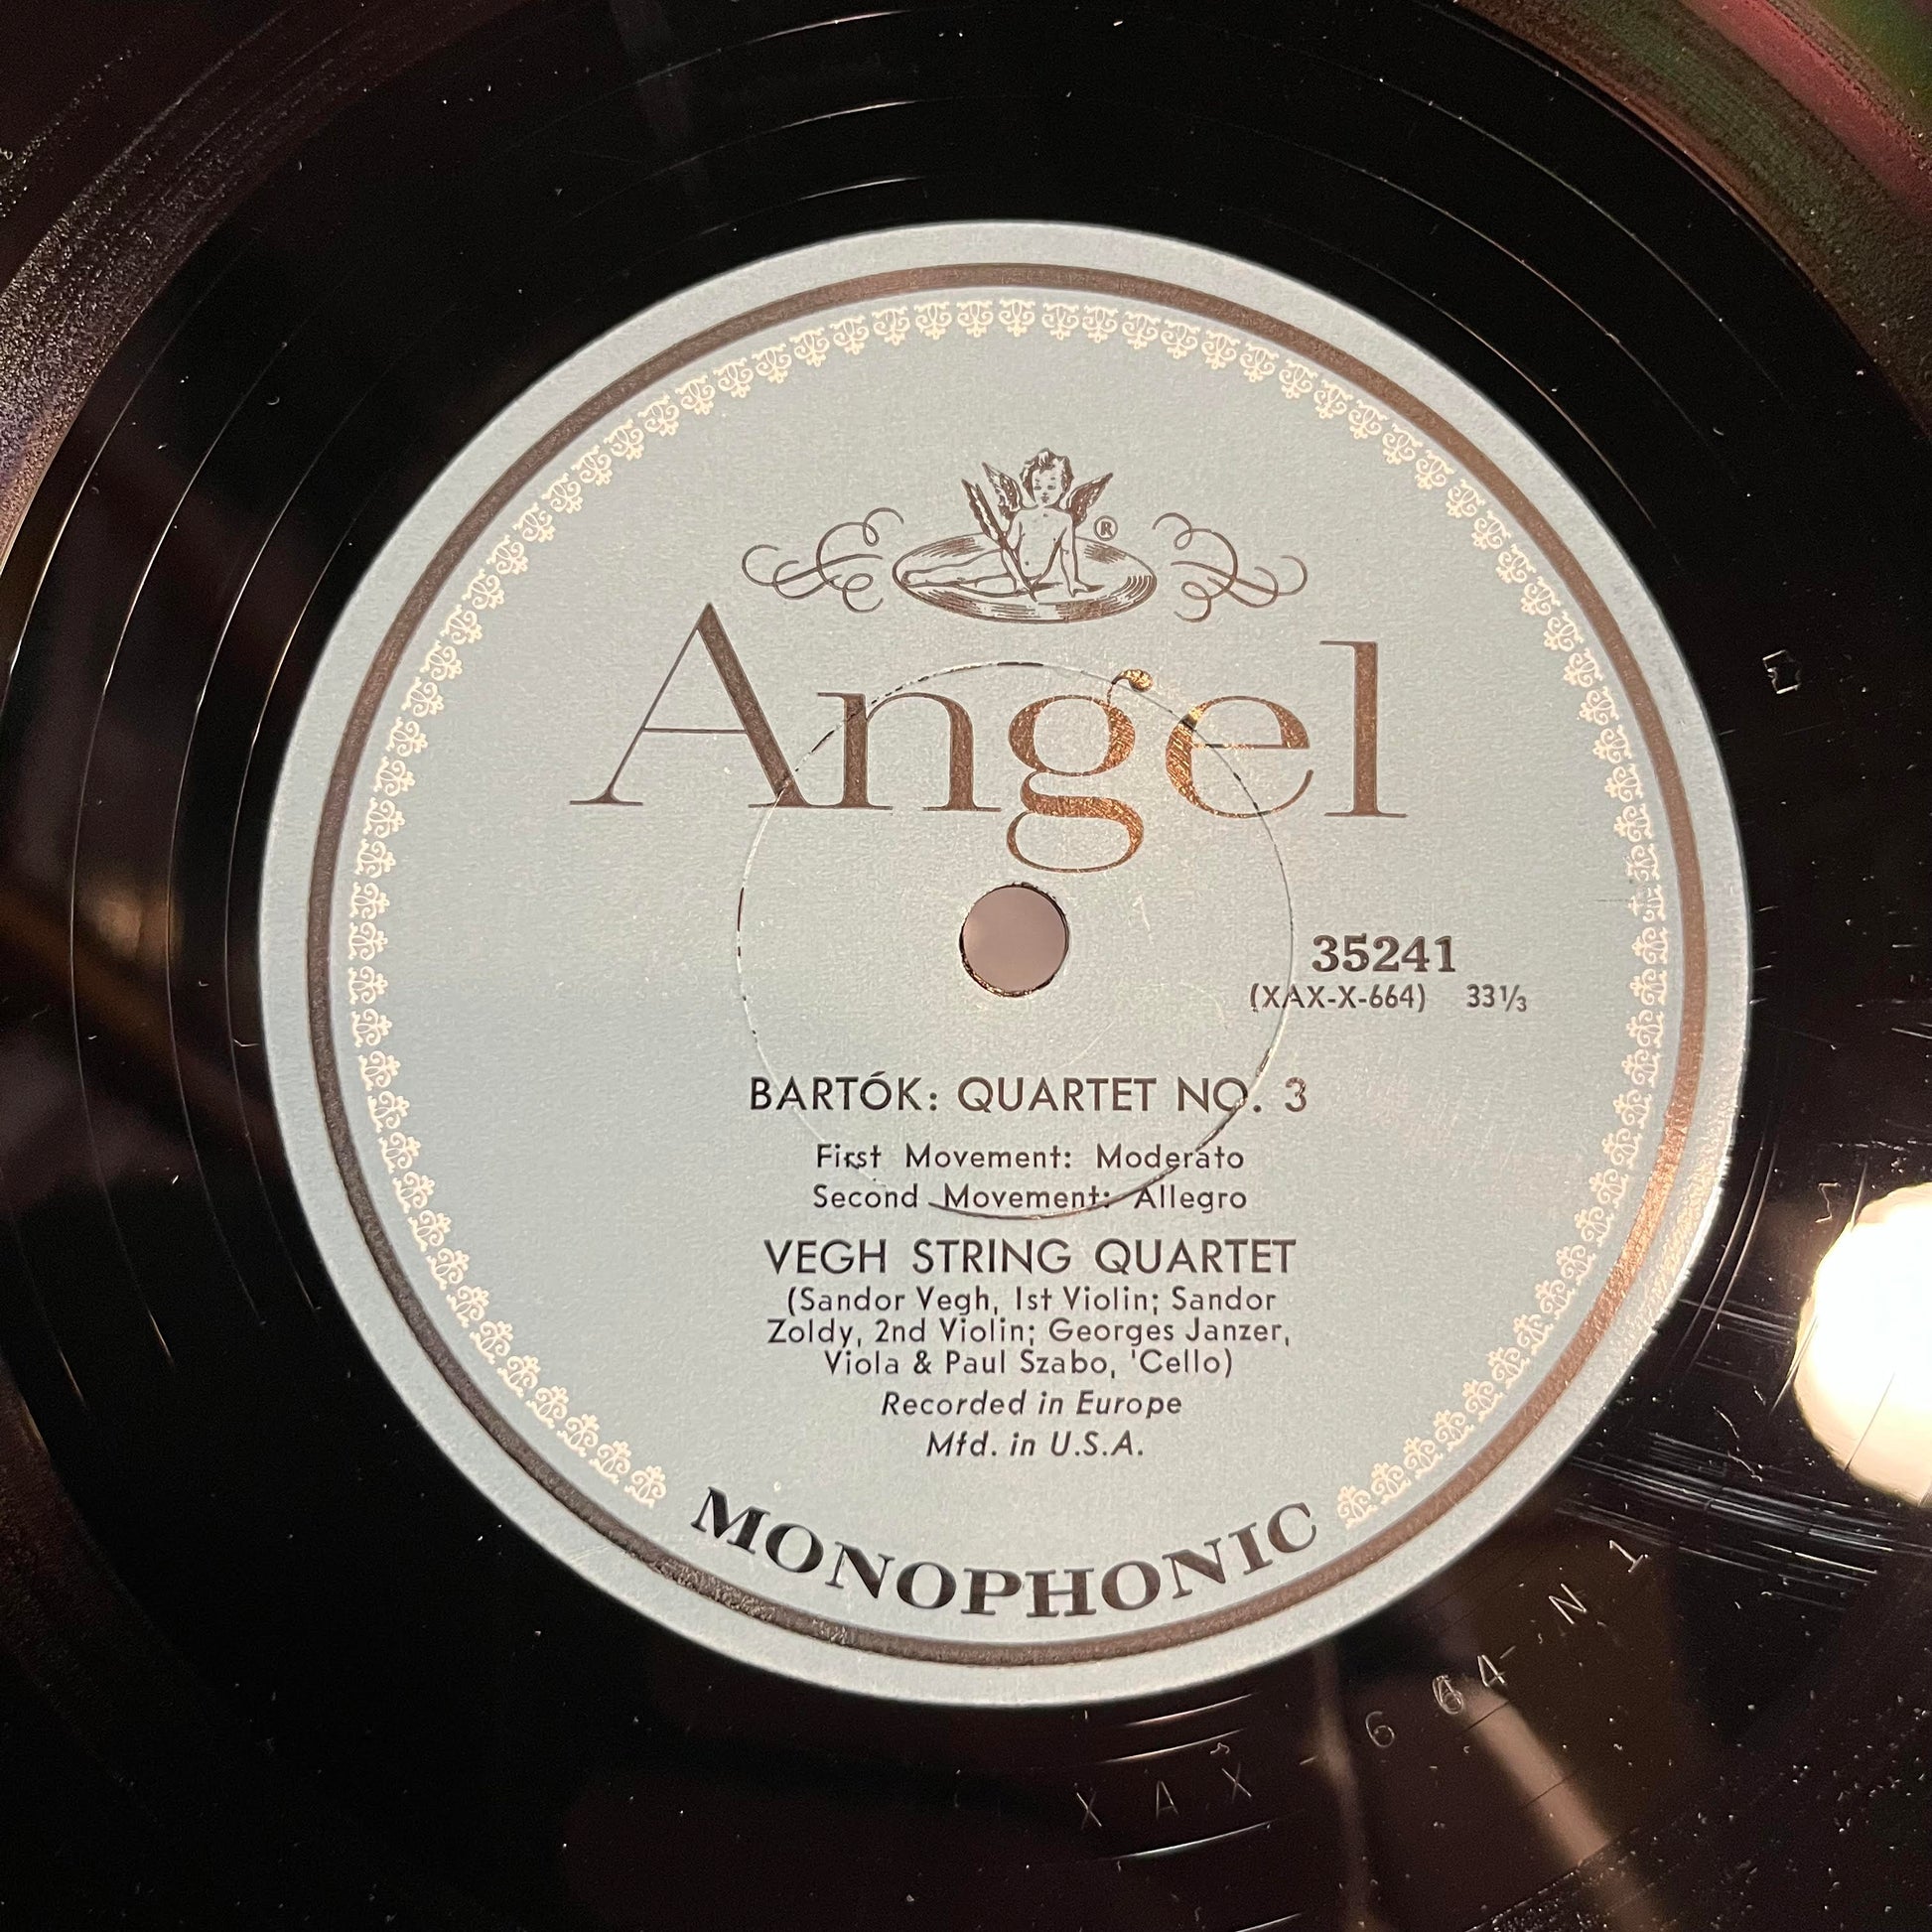 ®
Angel
35241
(XAX-X-664) 33⅓
BARTÓK: QUARTET NO. 3
First Movement: Moderato
Second Movement: Allegro
VEGH STRING QUARTET
(Sandor Vegh, 1st Violin; Sandor
Zoldy, 2nd Violin; Georges Janzer,
Viola & Paul Szabo, 'Cello)
Recorded in Europe
Mfd. in U.S.A.
MONOPHONIC
XAX-664-N1